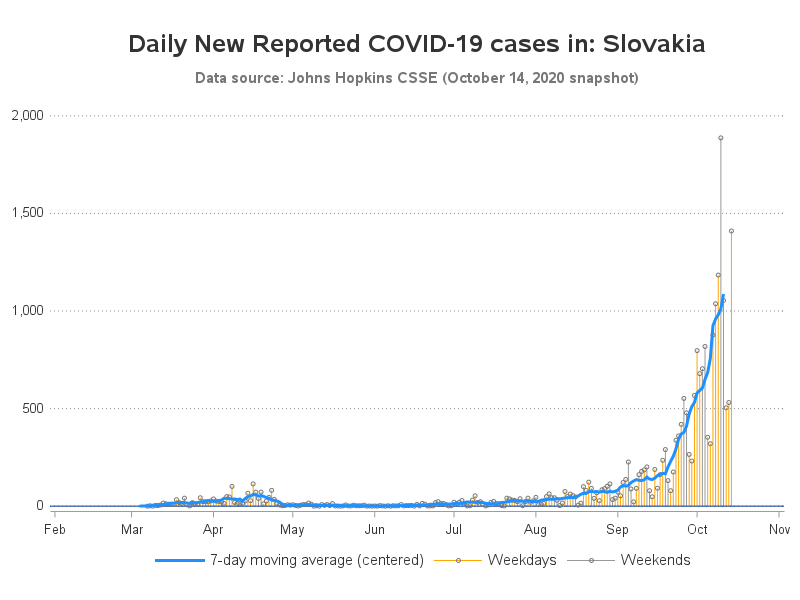 Daily New Reported COVID-19 cases in: Slovakia
Data source: Johns Hopkins CSSE (October 14, 2020 snapshot)
2,000
1,500
1,000
500
0
Feb Mar Apr May Jun Jul Aug Sep Oct Nov
7-day moving average (centered) Weekdays Weekends